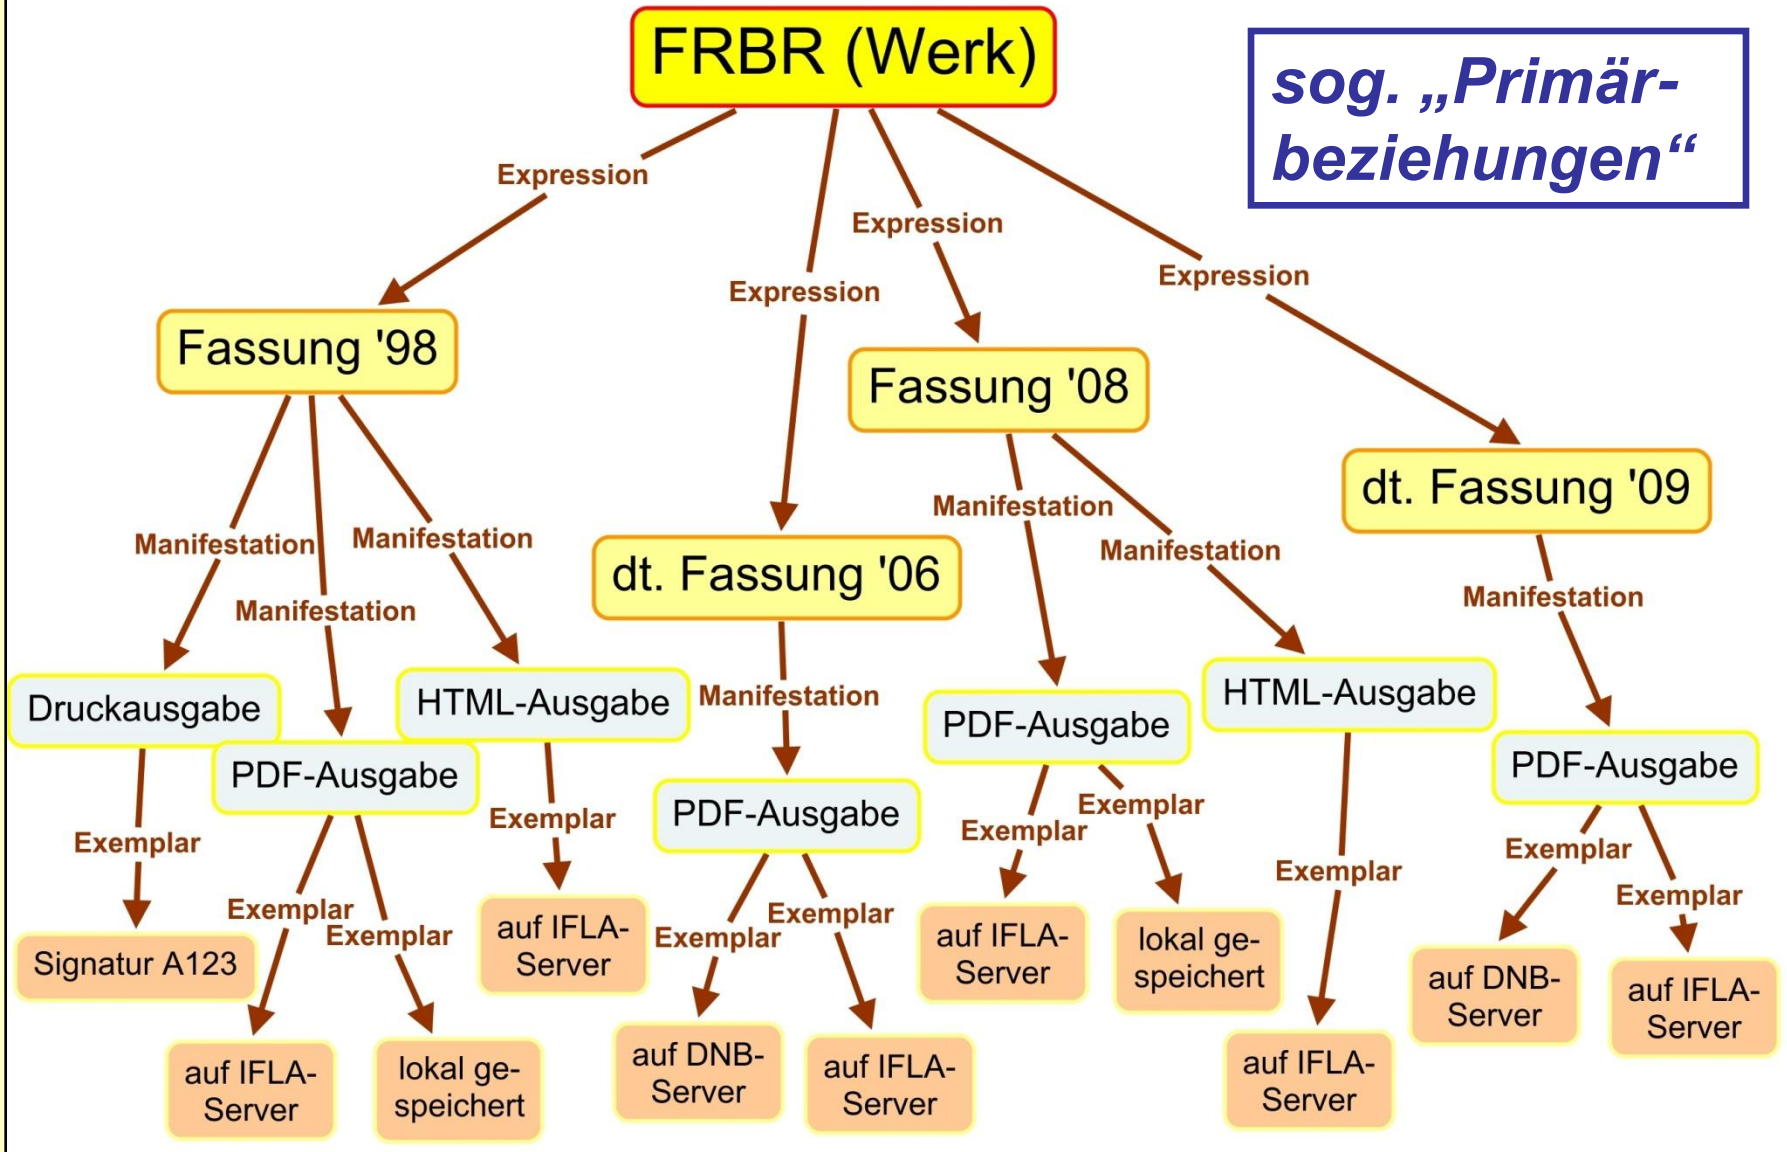 FRBR (Werk)
sog. „Primär-
beziehungen“
Expression
Expression
Expression
Expression
Fassung '98
Fassung '08
dt. Fassung '09
dt. Fassung '06
Manifestation
Manifestation
Manifestation
Manifestation
Manifestation
Manifestation
Manifestation
Druckausgabe
PDF-Ausgabe
HTML-Ausgabe
PDF-Ausgabe
PDF-Ausgabe
HTML-Ausgabe
PDF-Ausgabe
Exemplar
Exemplar
Exemplar
Exemplar
Exemplar
Exemplar
Exemplar
Exemplar
Exemplar
Exemplar
Exemplar
Signatur A123
auf IFLA-
Server
lokal ge-
speichert
auf IFLA-
Server
auf DNB-
Server
auf IFLA-
Server
auf IFLA-
Server
lokal ge-
speichert
auf IFLA-
Server
auf DNB-
Server
auf IFLA-
Server